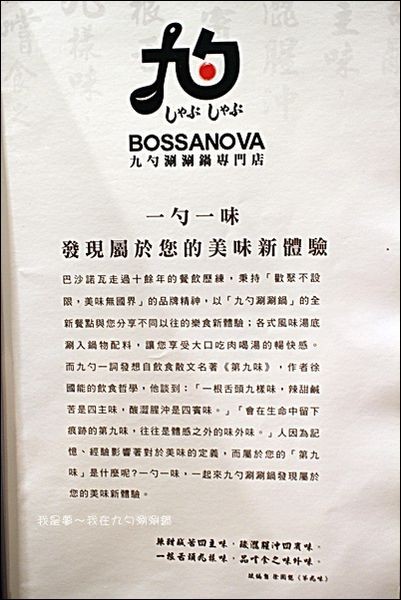 九勺
しゃぶ しゃぶ
BOSSANOVA
九勺涮涮鍋專門店
一勺一味
發現屬於您的美味新體驗
巴沙諾瓦走過十餘年的餐飲歷練，秉持「歡聚不設
限，美味無國界」的品牌精神，以「九勺涮涮鍋」的全
新餐點與您分享不同以往的樂食新體驗；各式風味湯底
涮入鍋物配料，讓您享受大口吃肉喝湯的暢快感。
而九勺一詞發想自飲食散文名著《第九味》，作者徐
國能的飲食哲學，他談到：「一根舌頭九樣味，辣甜鹹
苦是四主味，酸澀腥沖是四賓味。」「會在生命中留下
痕跡的第九味，往往是體感之外的味外味。」人因為記
憶、經驗影響著對於美味的定義，而屬於您的「第九
味」是什麼呢？一勺一味，一起來九勺涮涮鍋發現屬於
您的美味新體驗。
我是夢～我在九勺涮涮鍋
辣甜鹹苦四主味，酸澀腥沖四賓味。
一根舌頭九樣味，品嚐食之味外味。
改編自 徐國能《第九味》